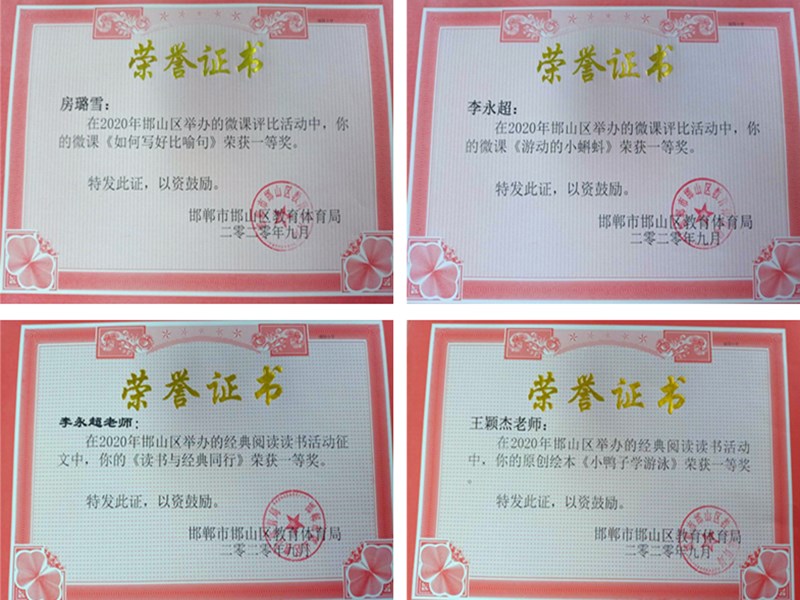 荣誉证书
房璐雪：
在2020年邯山区举办的微课评比活动中，你
的微课《如何写好比喻句》荣获一等奖。
特发此证，以资鼓励。
邯郸市邯山区教育体育局
二零二零年九月
荣誉证书
李永超：
在2020年邯山区举办的微课评比活动中，你
的微课《游动的小蝌蚪》荣获一等奖。
特发此证，以资鼓励。
邯郸市邯山区教育体育局
二零二零年九月
荣誉证书
李永超老师：
在2020年邯山区举办的经典阅读读书活动征
文中，你的《读书与经典同行》荣获一等奖。
特发此证，以资鼓励。
邯郸市邯山区教育体育局
二零二零年九月
荣誉证书
王颖杰老师：
在2020年邯山区举办的经典阅读读书活动
中，你的原创绘本《小鸭子学游泳》荣获一等奖
。
特发此证，以资鼓励。
邯郸市邯山区教育体育局
二零二零年九月